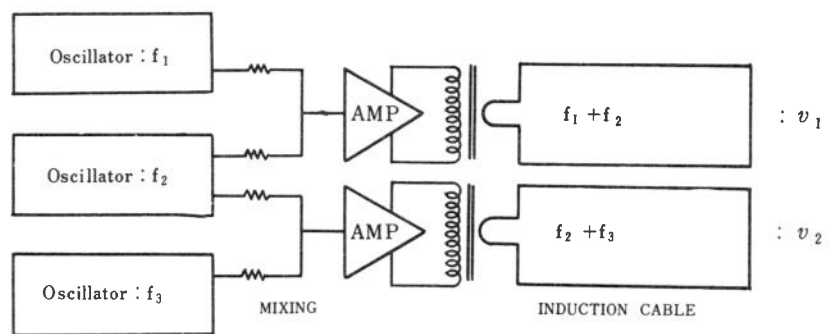 Oscillator : f₁
AMP
f₁ + f₂
: v₁
Oscillator : f₂
AMP
f₂ + f₃
: v₂
Oscillator : f₃
MIXING
INDUCTION CABLE